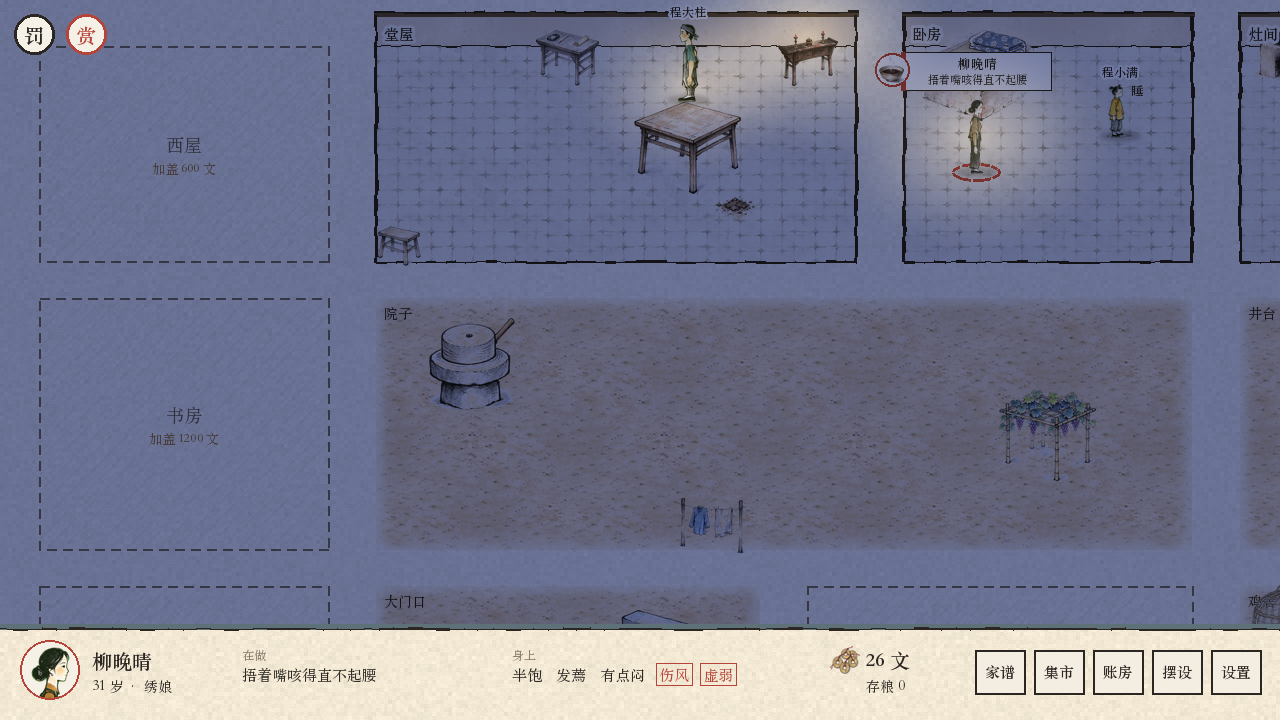 罚
赏
程大柱
堂屋
卧房
灶间
柳晚晴
捂着嘴咳得直不起腰
程小满
睡
西屋
加盖 600 文
院子
井台
书房
加盖 1200 文
大门口
柳晚晴
31 岁 · 绣娘
在做
捂着嘴咳得直不起腰
身上
半饱 发蔫 有点闷 伤风 虚弱
26 文
存粮 0
家谱
集市
账房
摆设
设置